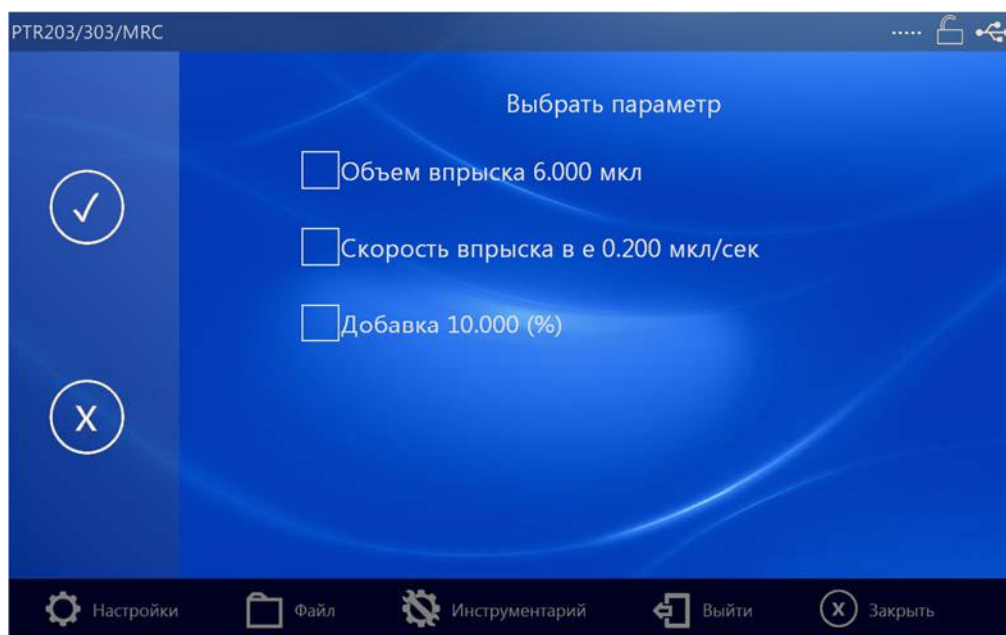 PTR203/303/MRC
Выбрать параметр
Объем впрыска 6.000 мкл
Скорость впрыска в е 0.200 мкл/сек
Добавка 10.000 (%)
X
Настройки Файл Инструментарий Выйти X Закрыть